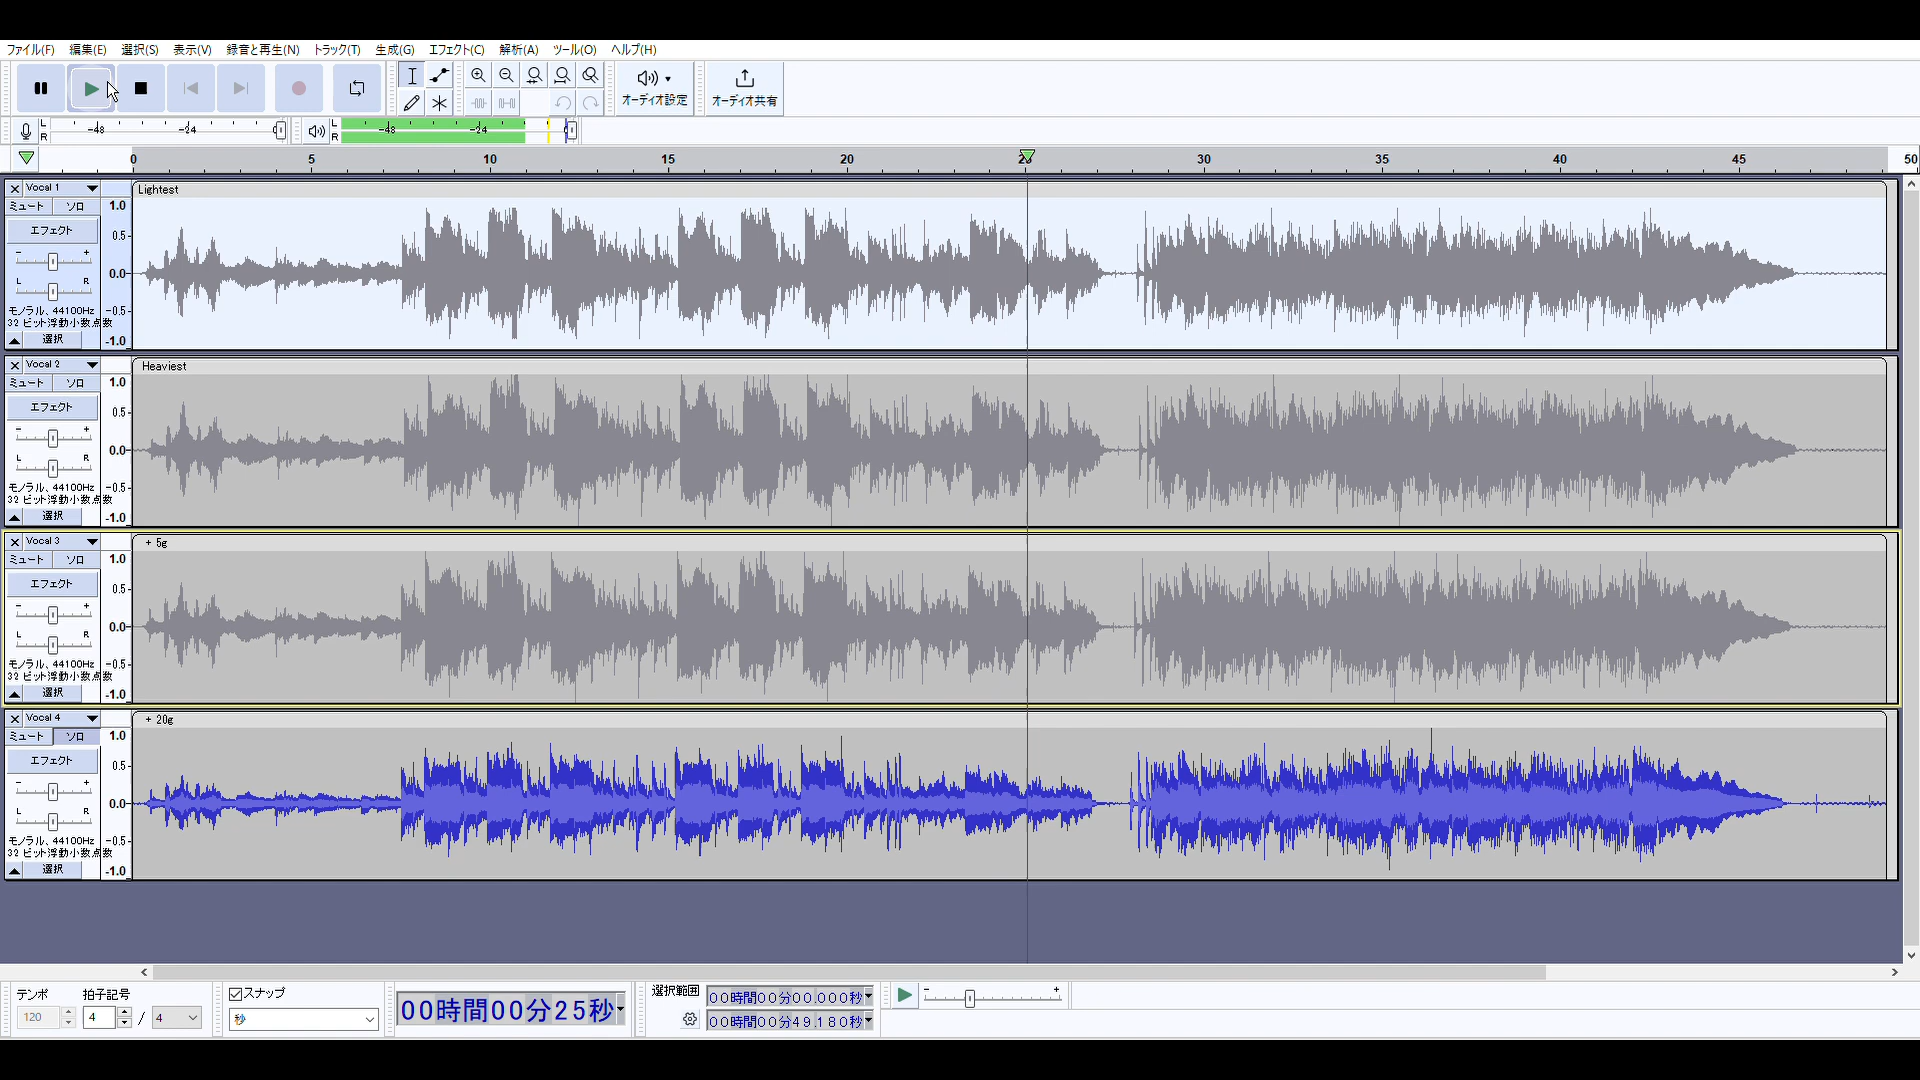 ファイル(F) 編集(E) 選択(S) 表示(V) 録音と再生(N) トラック(T) 生成(G) エフェクト(C) 解析(A) ツール(O) ヘルプ(H)
オーディオ設定 オーディオ共有
L R -48 -24 0 L R -48 -24
0 5 10 15 20 25 30 35 40 45 50
Vocal 1 Lightest
ミュート ソロ 1.0
エフェクト 0.5
- + 0.0
L R
モノラル、44100Hz -0.5
32 ビット浮動小数点数
選択 -1.0
Vocal 2 Heaviest
ミュート ソロ 1.0
エフェクト 0.5
- + 0.0
L R
モノラル、44100Hz -0.5
32 ビット浮動小数点数
選択 -1.0
Vocal 3 + 5g
ミュート ソロ 1.0
エフェクト 0.5
- + 0.0
L R
モノラル、44100Hz -0.5
32 ビット浮動小数点数
選択 -1.0
Vocal 4 + 20g
ミュート ソロ 1.0
エフェクト 0.5
- + 0.0
L R
モノラル、44100Hz -0.5
32 ビット浮動小数点数
選択 -1.0
テンポ 拍子記号 スナップ 選択範囲
120 4 / 4 秒
00時間00分25秒
00時間00分00.000秒
00時間00分49.180秒
- +